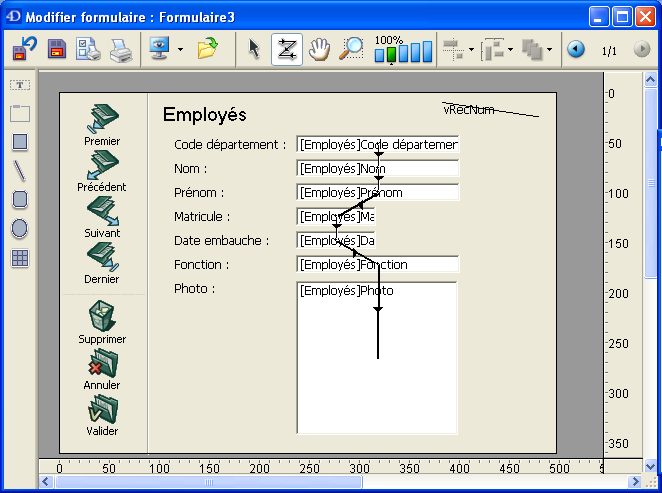 4D Modifier formulaire : Formulaire3
100%
1/1
T
Employés
vRecNum
Premier
Précédent
Suivant
Dernier
Supprimer
Annuler
Valider
Code département : [Employés]Code départemen
Nom : [Employés]Nom
Prénom : [Employés]Prénom
Matricule : [Employés]Ma
Date embauche : [Employés]Da
Fonction : [Employés]Fonction
Photo : [Employés]Photo
0
50
100
150
200
250
300
350
0 50 100 150 200 250 300 350 400 450 500 5